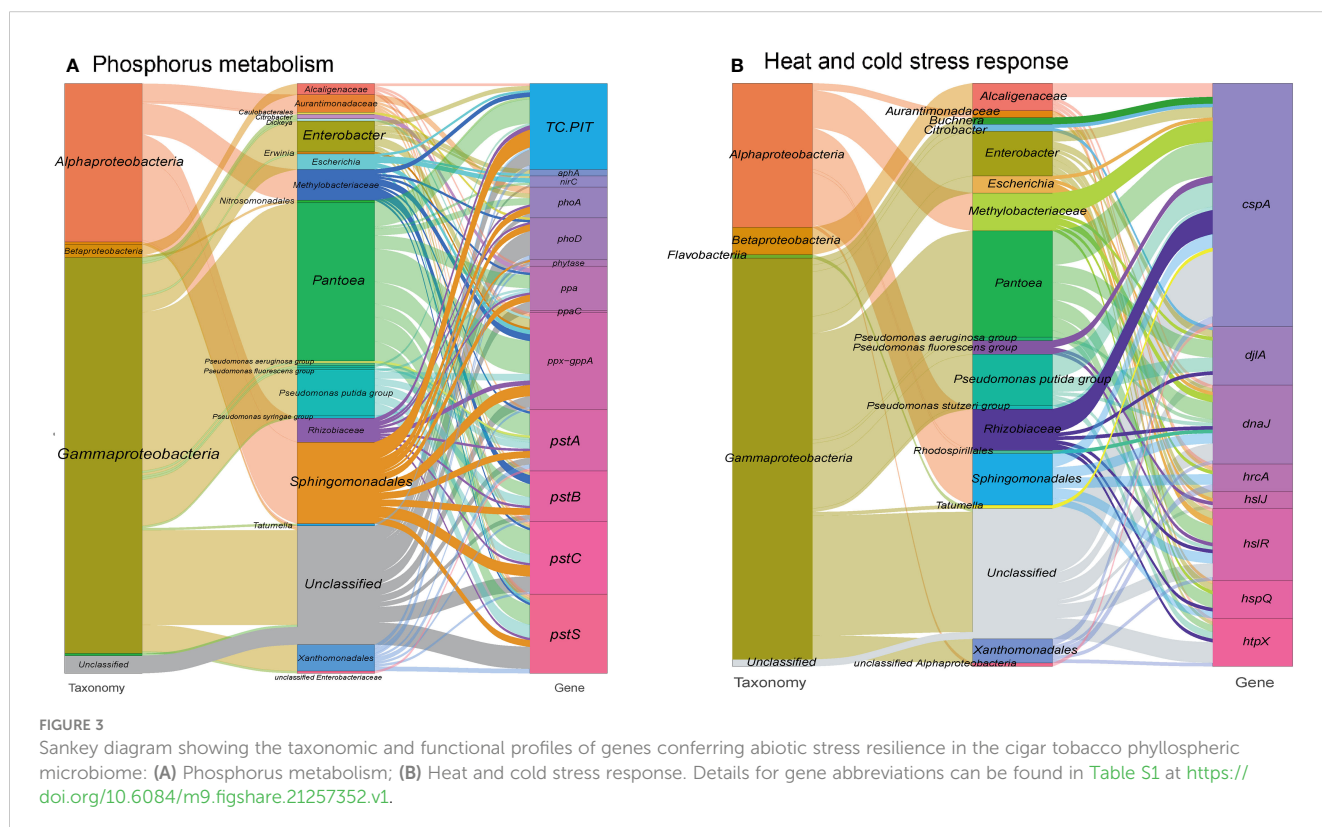 A Phosphorus metabolism
Alphaproteobacteria
Betaproteobacteria
Gammaproteobacteria
Unclassified
Taxonomy
Alcaligenaceae
Aurantimonadaceae
Caulobacterales
Citrobacter
Dickeya
Enterobacter
Erwinia
Escherichia
Methylobacteriaceae
Nitrosomonadales
Pantoea
Pseudomonas aeruginosa group
Pseudomonas fluorescens group
Pseudomonas putida group
Pseudomonas syringae group
Rhizobiaceae
Sphingomonadales
Tatumella
Unclassified
Xanthomonadales
unclassified Enterobacteriaceae
TC.PIT
aphA
nirC
phoA
phoD
phytase
ppa
ppaC
ppx-gppA
pstA
pstB
pstC
pstS
Gene
B Heat and cold stress response
Alphaproteobacteria
Betaproteobacteria
Flavobacteriia
Gammaproteobacteria
Unclassified
Taxonomy
Alcaligenaceae
Aurantimonadaceae
Buchnera
Citrobacter
Enterobacter
Escherichia
Methylobacteriaceae
Pantoea
Pseudomonas aeruginosa group
Pseudomonas fluorescens group
Pseudomonas putida group
Pseudomonas stutzeri group
Rhizobiaceae
Rhodospirillales
Sphingomonadales
Tatumella
Unclassified
Xanthomonadales
unclassified Alphaproteobacteria
cspA
djlA
dnaJ
hrcA
hslJ
hslR
hspQ
htpX
Gene
FIGURE 3
Sankey diagram showing the taxonomic and functional profiles of genes conferring abiotic stress resilience in the cigar tobacco phyllospheric
microbiome: (A) Phosphorus metabolism; (B) Heat and cold stress response. Details for gene abbreviations can be found in Table S1 at https://
doi.org/10.6084/m9.figshare.21257352.v1.